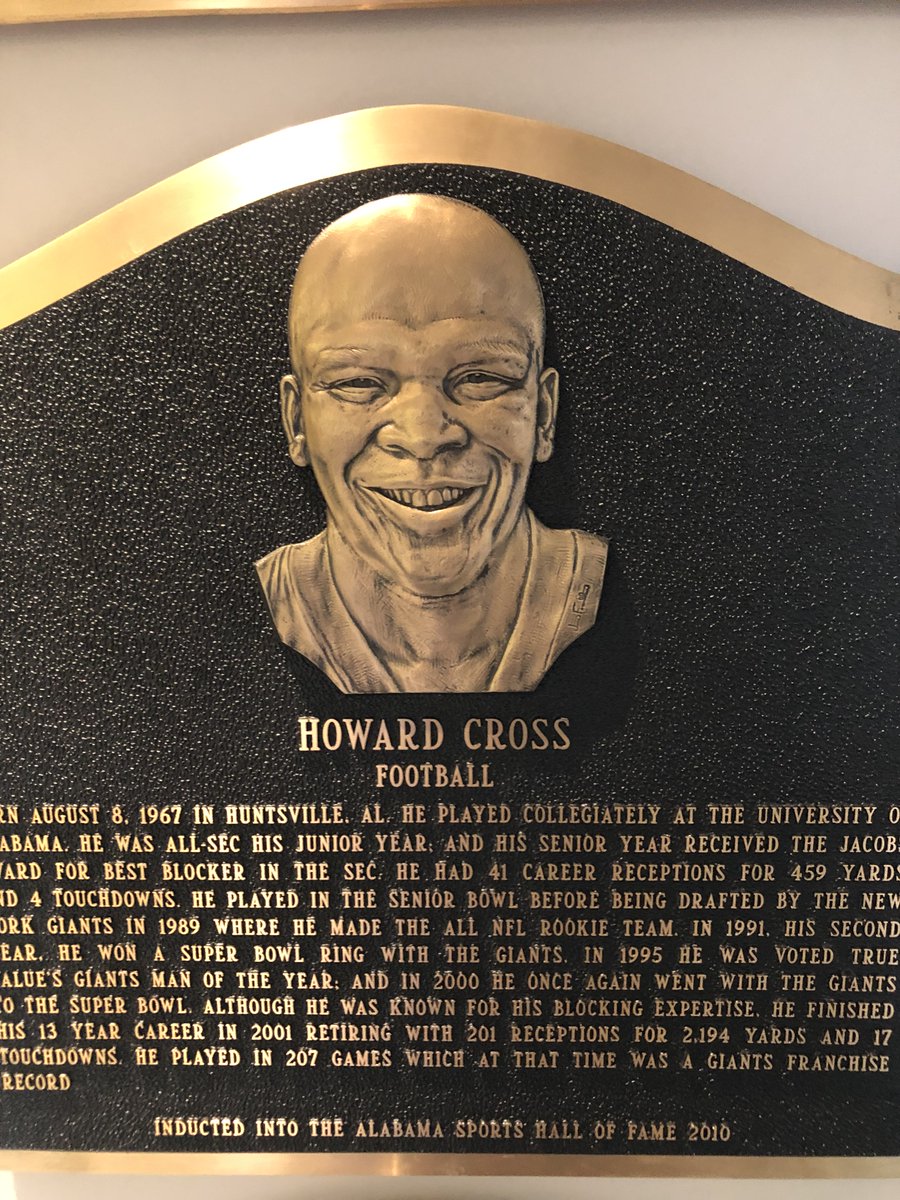 HOWARD CROSS
FOOTBALL
RN AUGUST 8, 1967 IN HUNTSVILLE, AL. HE PLAYED COLLEGIATELY AT THE UNIVERSITY O
ABAMA. HE WAS ALL-SEC HIS JUNIOR YEAR; AND HIS SENIOR YEAR RECEIVED THE JACOBS
WARD FOR BEST BLOCKER IN THE SEC. HE HAD 41 CAREER RECEPTIONS FOR 459 YARDS
ND 4 TOUCHDOWNS. HE PLAYED IN THE SENIOR BOWL BEFORE BEING DRAFTED BY THE NEW
ORK GIANTS IN 1989 WHERE HE MADE THE ALL NFL ROOKIE TEAM. IN 1991, HIS SECOND
YEAR, HE WON A SUPER BOWL RING WITH THE GIANTS. IN 1995 HE WAS VOTED TRUE
VALUE'S GIANTS MAN OF THE YEAR; AND IN 2000 HE ONCE AGAIN WENT WITH THE GIANTS
TO THE SUPER BOWL. ALTHOUGH HE WAS KNOWN FOR HIS BLOCKING EXPERTISE, HE FINISHED
HIS 13 YEAR CAREER IN 2001 RETIRING WITH 201 RECEPTIONS FOR 2,194 YARDS AND 17
TOUCHDOWNS. HE PLAYED IN 207 GAMES WHICH AT THAT TIME WAS A GIANTS FRANCHISE
RECORD
INDUCTED INTO THE ALABAMA SPORTS HALL OF FAME 2010